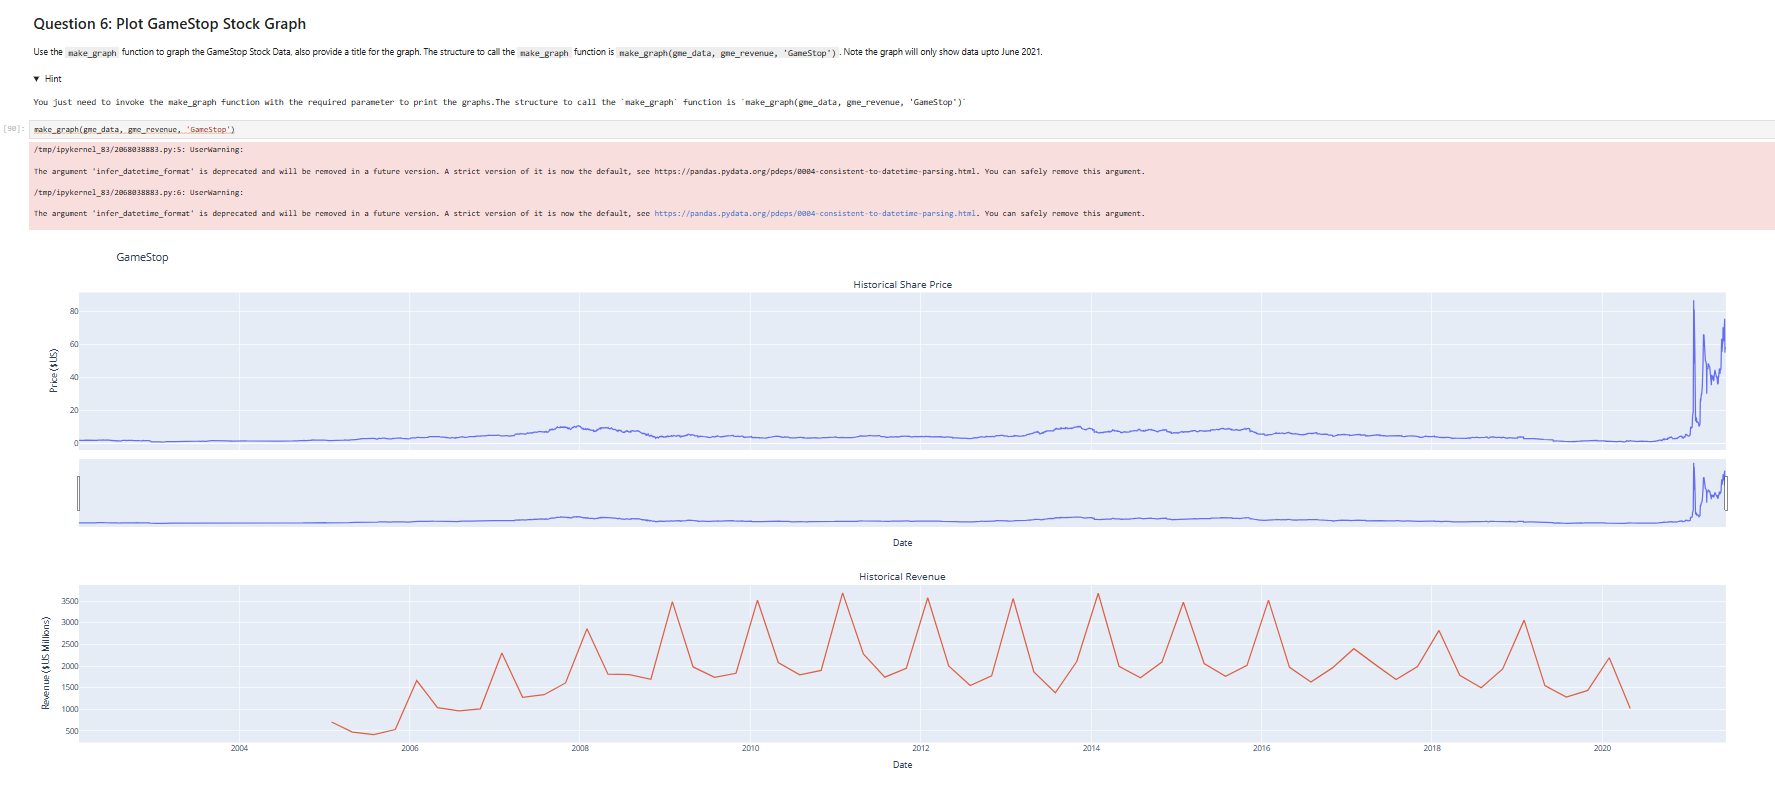 Question 6: Plot GameStop Stock Graph
Use the make_graph function to graph the GameStop Stock Data, also provide a title for the graph. The structure to call the make_graph function is make_graph(gme_data, gme_revenue, 'GameStop'). Note the graph will only show data upto June 2021.
▼ Hint
You just need to invoke the make_graph function with the required parameter to print the graphs.The structure to call the `make_graph` function is `make_graph(gme_data, gme_revenue, 'GameStop')`
[90]: make_graph(gme_data, gme_revenue, 'GameStop')
/tmp/ipykernel_83/2068038883.py:5: UserWarning:
The argument 'infer_datetime_format' is deprecated and will be removed in a future version. A strict version of it is now the default, see https://pandas.pydata.org/pdeps/0004-consistent-to-datetime-parsing.html. You can safely remove this argument.
/tmp/ipykernel_83/2068038883.py:6: UserWarning:
The argument 'infer_datetime_format' is deprecated and will be removed in a future version. A strict version of it is now the default, see https://pandas.pydata.org/pdeps/0004-consistent-to-datetime-parsing.html. You can safely remove this argument.
GameStop
Historical Share Price
Price ($US)
80
60
40
20
0
Date
Historical Revenue
Revenue ($US Millions)
3500
3000
2500
2000
1500
1000
500
2004 2006 2008 2010 2012 2014 2016 2018 2020
Date